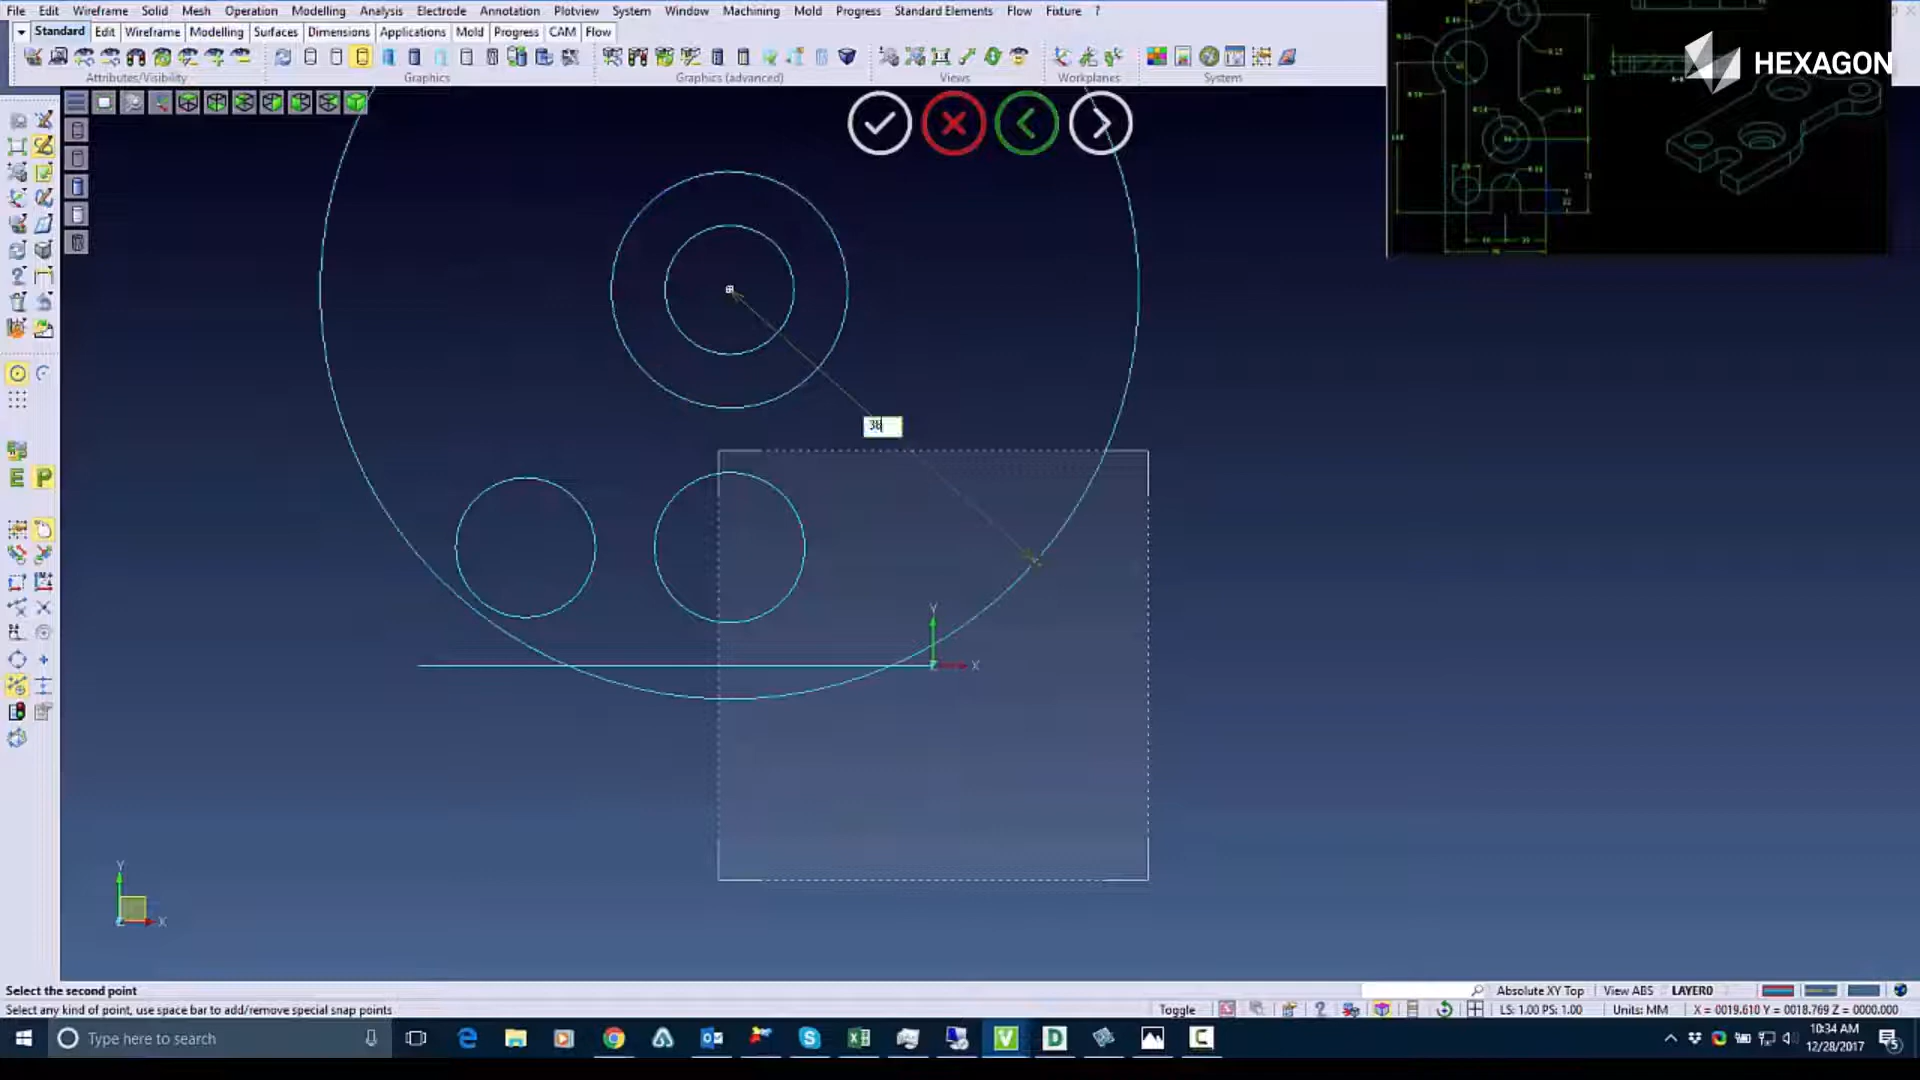 File Edit Wireframe Solid Mesh Operation Modelling Analysis Electrode Annotation Plotview System Window Machining Mold Progress Standard Elements Flow Fixture ?
Standard Edit Wireframe Modelling Surfaces Dimensions Applications Mold Progress CAM Flow
HEXAGON
Attributes/Visibility Graphics Graphics (advanced) Views Workplanes System
38
E P
Y
X
Y
X
Select the second point
Absolute XY Top View ABS LAYER0
Select any kind of point, use space bar to add/remove special snap points
Toggle LS: 1.00 PS: 1.00 Units: MM X = 0019.610 Y = 0018.769 Z = 0000.000
Type here to search
10:34 AM
12/28/2017